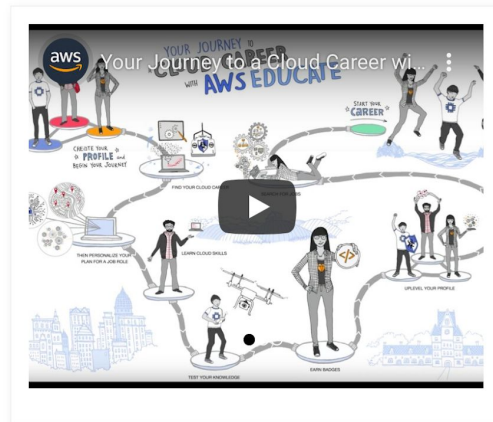 aws
Your Journey to a Cloud Career wi...
YOUR JOURNEY TO
CLOUD CAREER
WITH AWS EDUCATE
START YOUR
CAREER
CREATE YOUR
PROFILE and
BEGIN YOUR JOURNEY
FIND YOUR CLOUD CAREER
THEN PERSONALIZE YOUR
PLAN FOR A JOB ROLE
LEARN CLOUD SKILLS
UPLEVEL YOUR PROFILE
EARN BADGES
TEST YOUR KNOWLEDGE